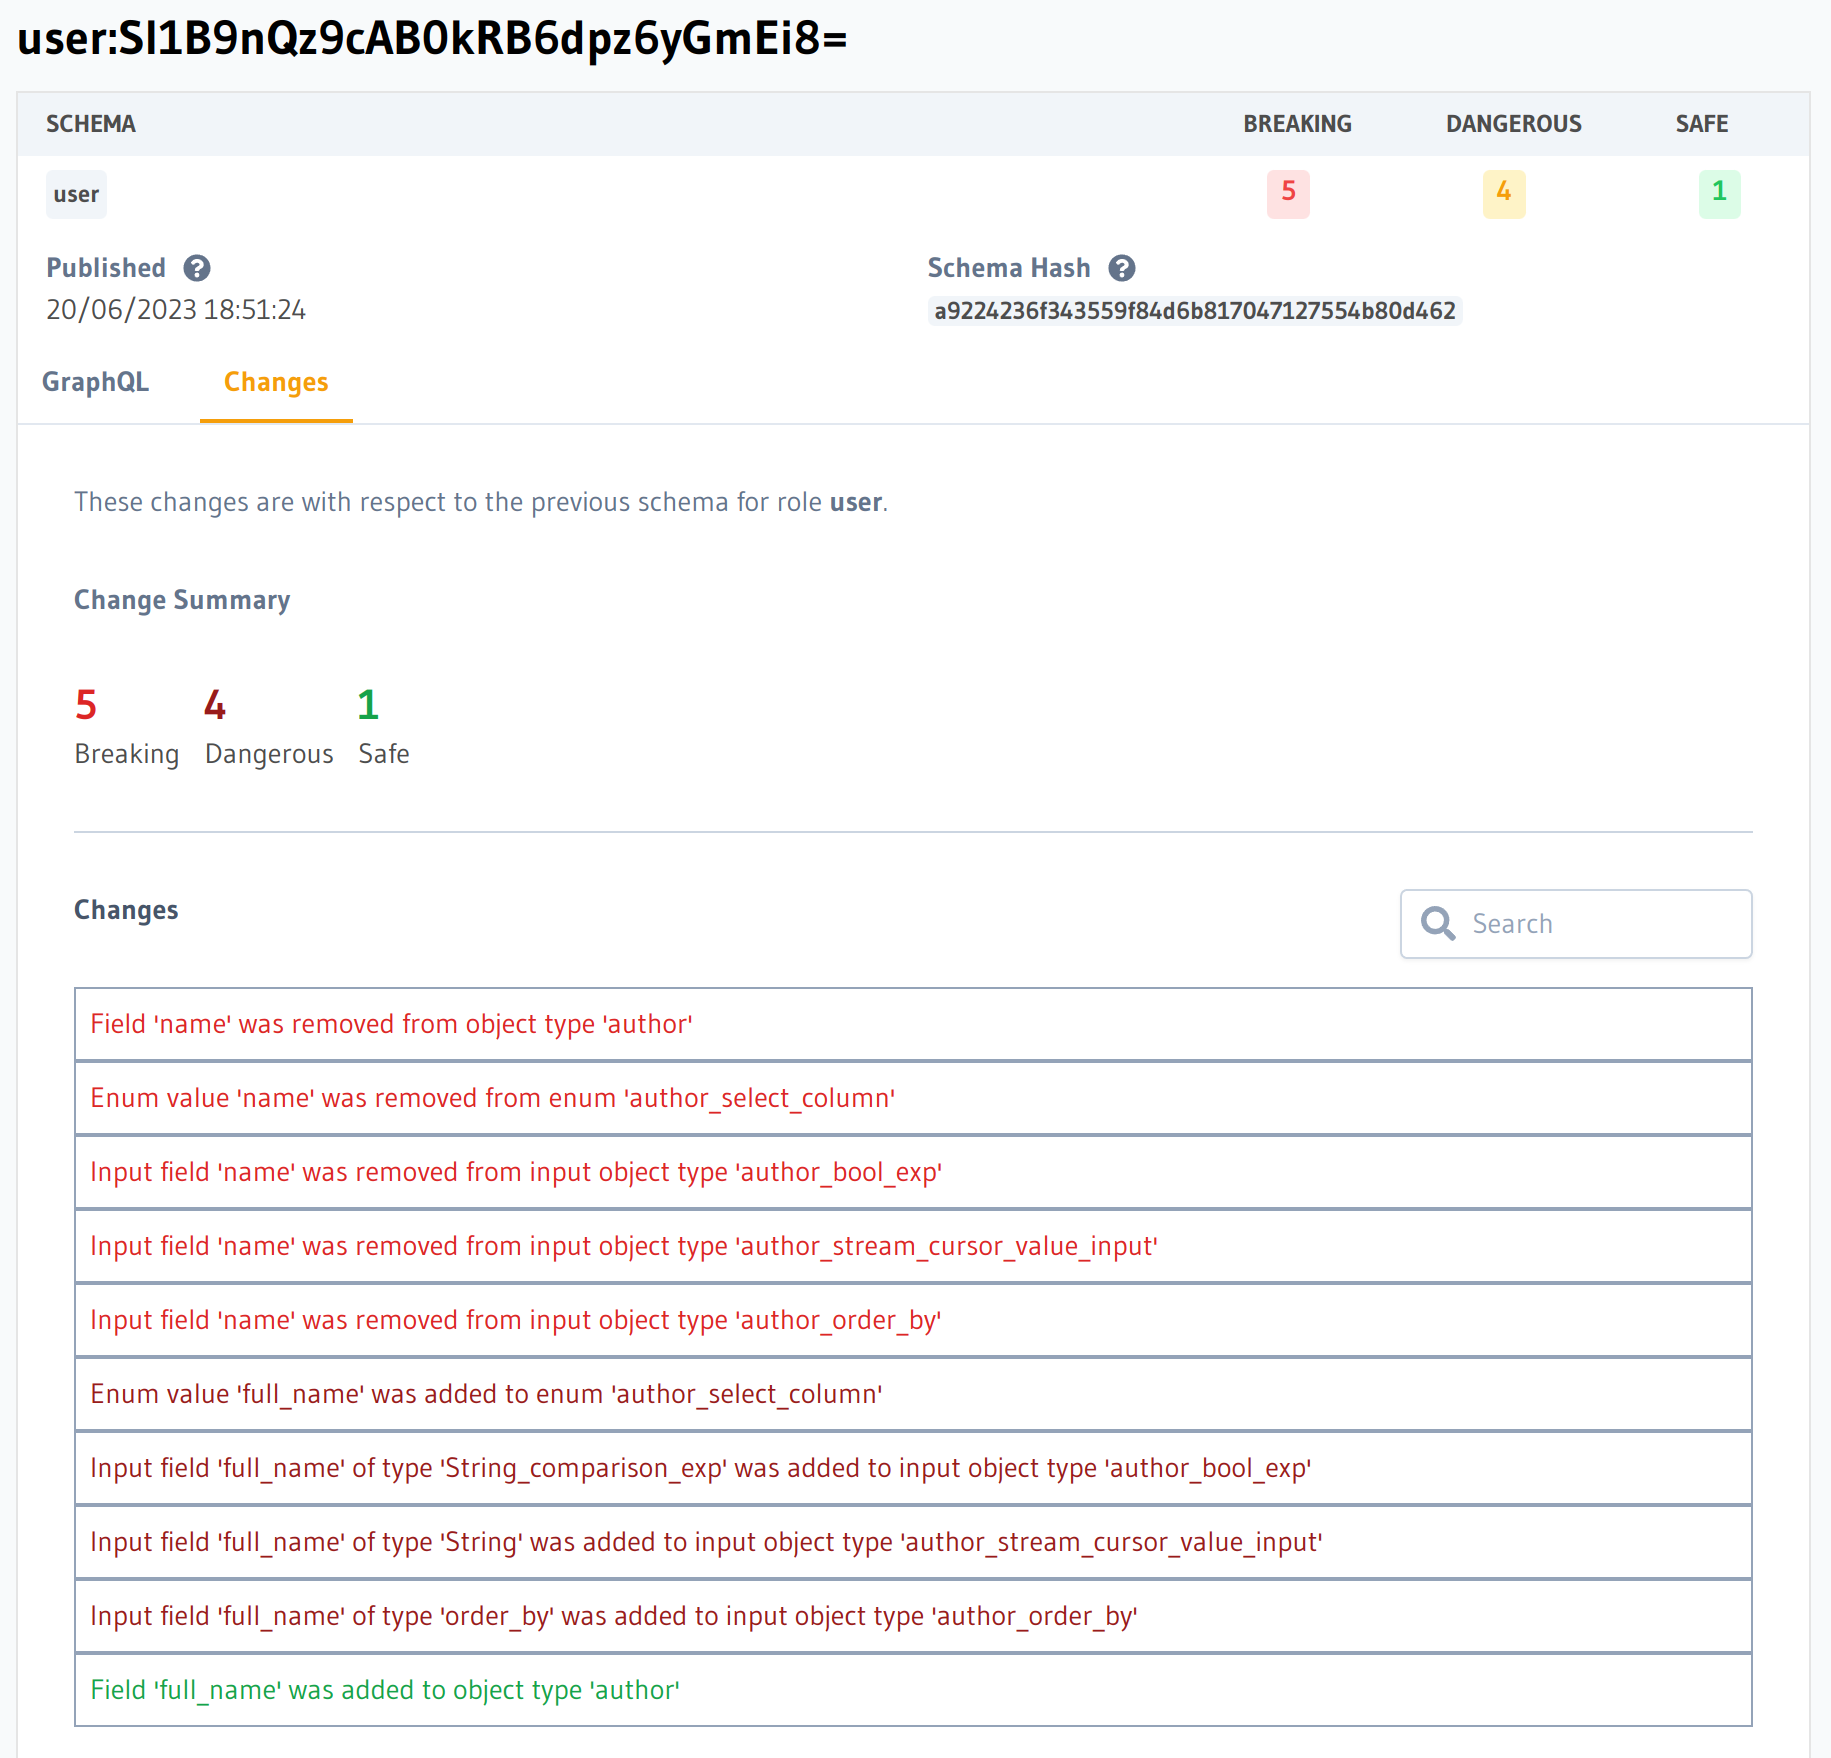 user:Sl1B9nQz9cAB0kRB6dpz6yGmEi8=
SCHEMA BREAKING DANGEROUS SAFE
user 5 4 1
Published Schema Hash
20/06/2023 18:51:24 a9224236f343559f84d6b817047127554b80d462
GraphQL Changes
These changes are with respect to the previous schema for role user.
Change Summary
5 4 1
Breaking Dangerous Safe
Changes Search
Field 'name' was removed from object type 'author'
Enum value 'name' was removed from enum 'author_select_column'
Input field 'name' was removed from input object type 'author_bool_exp'
Input field 'name' was removed from input object type 'author_stream_cursor_value_input'
Input field 'name' was removed from input object type 'author_order_by'
Enum value 'full_name' was added to enum 'author_select_column'
Input field 'full_name' of type 'String_comparison_exp' was added to input object type 'author_bool_exp'
Input field 'full_name' of type 'String' was added to input object type 'author_stream_cursor_value_input'
Input field 'full_name' of type 'order_by' was added to input object type 'author_order_by'
Field 'full_name' was added to object type 'author'